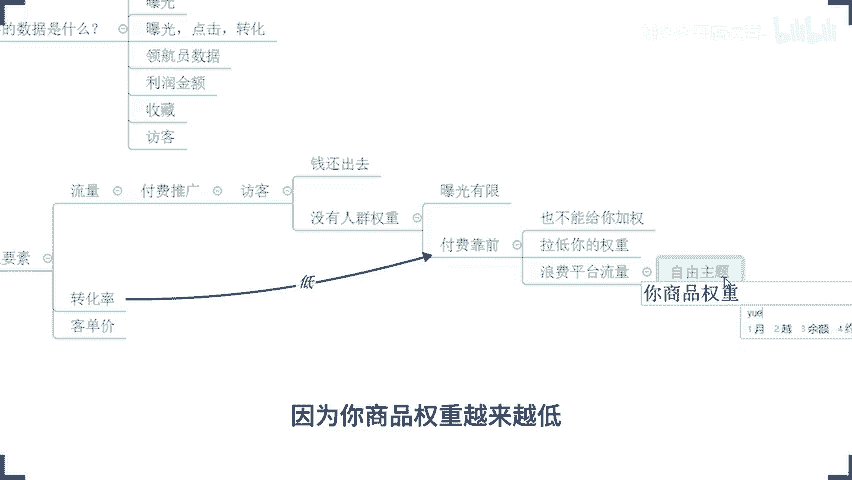 曝光
的数据是什么？
曝光，点击，转化
领航员数据
利润金额
收藏
访客
钱还出去
流量
付费推广
访客
曝光有限
没有人群权重
也不能给你加权
付费靠前
拉低你的权重
要素
浪费平台流量
自由主题
低
你商品权重
转化率
yue
1月 2越 3余额 4约
客单价
因为你商品权重越来越低
bilibili